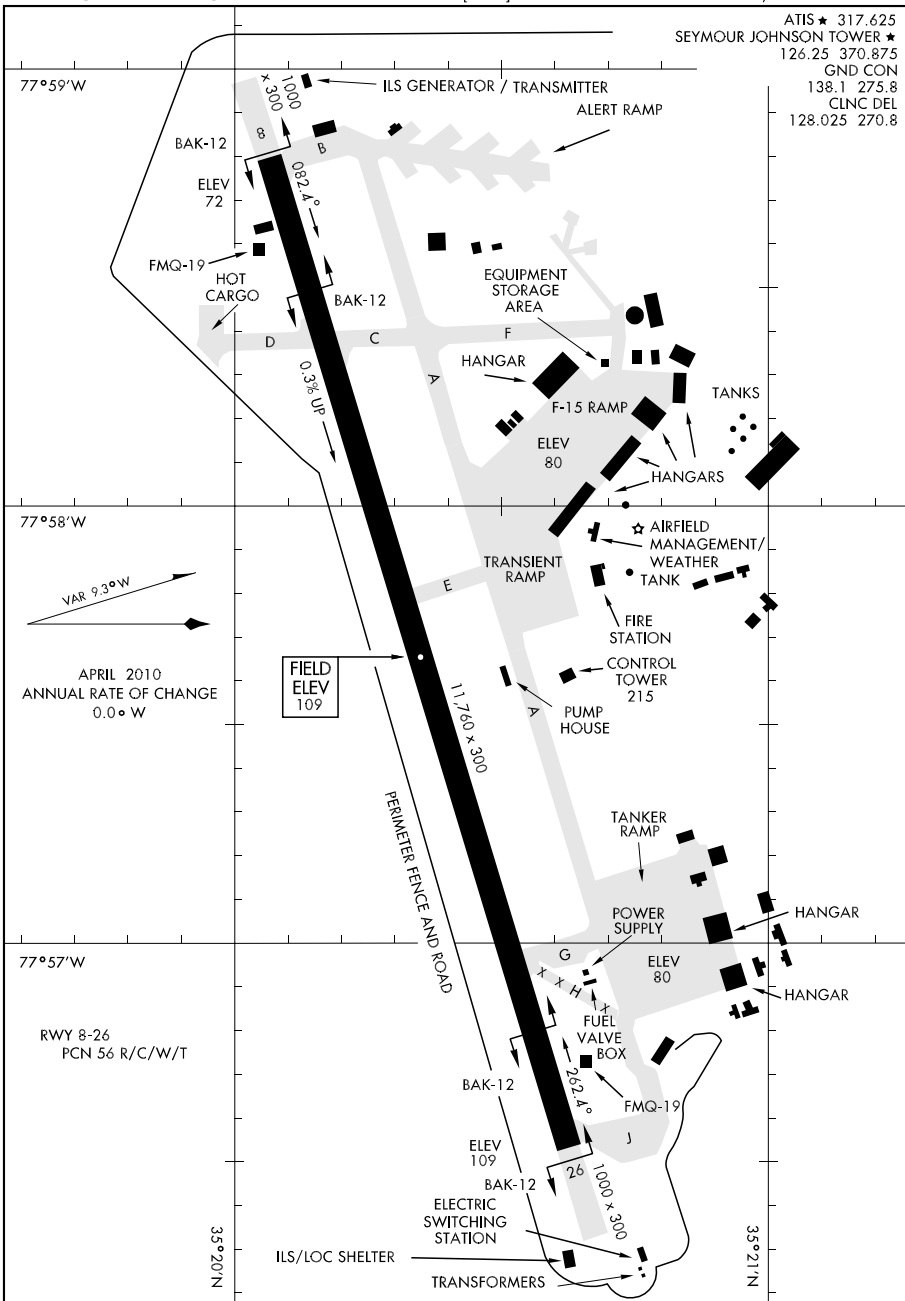 ATIS ★ 317.625
SEYMOUR JOHNSON TOWER ★
126.25 370.875
GND CON
138.1 275.8
CLNC DEL
128.025 270.8
77°59'W
1000
x 300
ILS GENERATOR / TRANSMITTER
ALERT RAMP
8
B
BAK-12
ELEV
72
082.4°
FMQ-19
HOT
CARGO
BAK-12
EQUIPMENT
STORAGE
AREA
D
C
F
A
0.3% UP
HANGAR
F-15 RAMP
TANKS
ELEV
80
HANGARS
77°58'W
AIRFIELD
MANAGEMENT/
WEATHER
TRANSIENT
RAMP
TANK
VAR 9.3° W
E
FIRE
STATION
APRIL 2010
ANNUAL RATE OF CHANGE
0.0° W
FIELD
ELEV
109
CONTROL
TOWER
215
11,760 x 300
A
PUMP
HOUSE
PERIMETER FENCE AND ROAD
TANKER
RAMP
POWER
SUPPLY
HANGAR
77°57'W
G
ELEV
80
X X H X
HANGAR
RWY 8-26
PCN 56 R/C/W/T
FUEL
VALVE
BOX
BAK-12
262.4°
FMQ-19
J
ELEV
109
BAK-12
26
1000 x 300
ELECTRIC
SWITCHING
STATION
35°20'N
35°21'N
ILS/LOC SHELTER
TRANSFORMERS